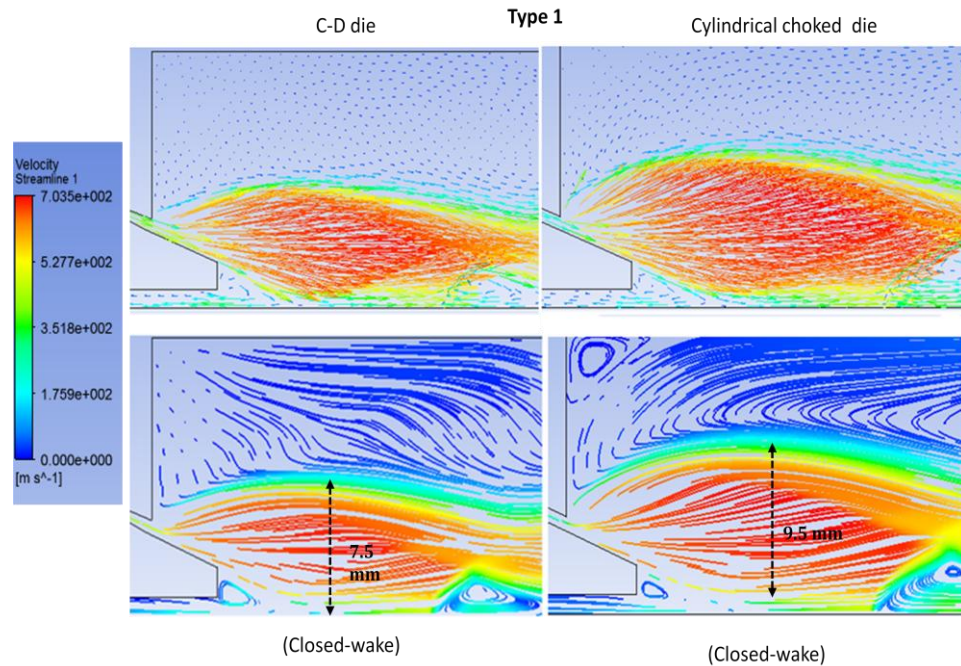 Type 1
C-D die
Cylindrical choked die
Velocity
Streamline 1
7.035e+002
5.277e+002
3.518e+002
1.759e+002
0.000e+000
[m s^-1]
7.5
mm
9.5 mm
(Closed-wake)
(Closed-wake)